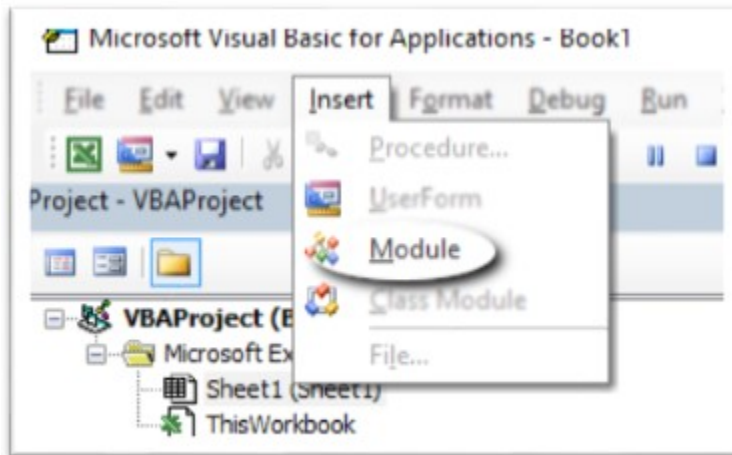 Microsoft Visual Basic for Applications - Book1
File Edit View Insert Format Debug Run
Procedure...
Project - VBAProject
UserForm
Module
Class Module
VBAProject (
Microsoft Ex
File...
Sheet1 (Sheet1)
ThisWorkbook